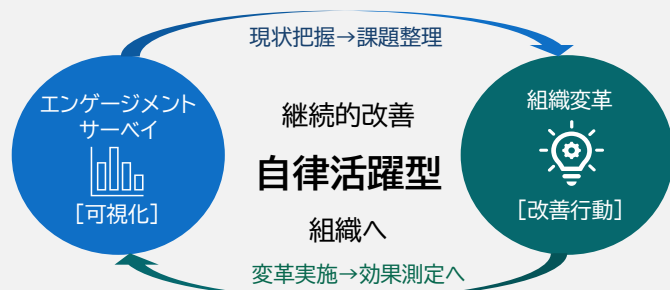 現状把握→課題整理
エンゲージメント
サーベイ
[可視化]
継続的改善
自律活躍型
組織へ
組織変革
[改善行動]
変革実施→効果測定へ